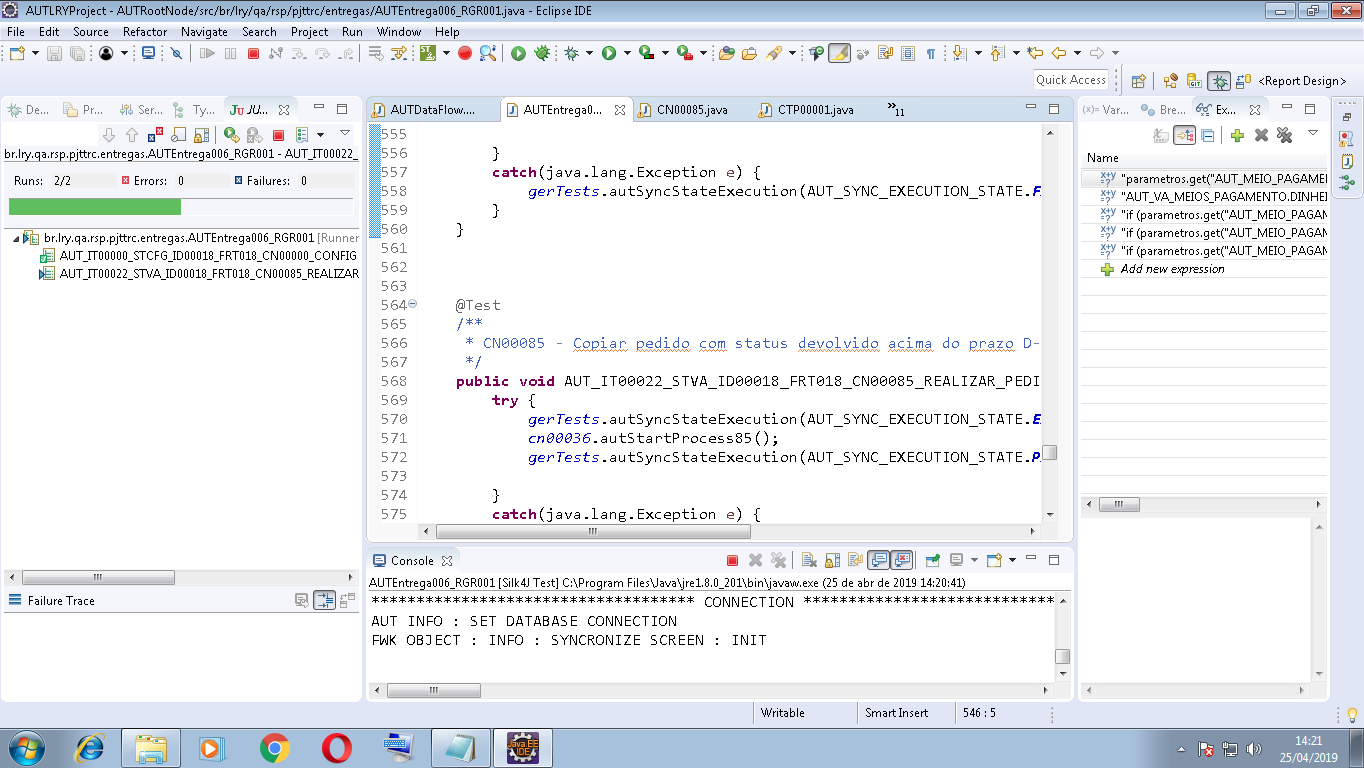 AUTLRYProject - AUTRootNode/src/br/lry/qa/rsp/pjttrc/entregas/AUTEntrega006_RGR001.java - Eclipse IDE
File Edit Source Refactor Navigate Search Project Run Window Help
Quick Access
<Report Design>
De... Pr... Ser... Ty... JU...
br.lry.qa.rsp.pjttrc.entregas.AUTEntrega006_RGR001 - AUT_IT00022_
Runs: 2/2 Errors: 0 Failures: 0
br.lry.qa.rsp.pjttrc.entregas.AUTEntrega006_RGR001 [Runner
AUT_IT00000_STCFG_ID00018_FRT018_CN00000_CONFIG
AUT_IT00022_STVA_ID00018_FRT018_CN00085_REALIZAR
Failure Trace
AUTDataFlow.... AUTEntrega0... CN00085.java CTP00001.java »11
555
556 }
557 catch(java.lang.Exception e) {
558 gerTests.autSyncStateExecution(AUT_SYNC_EXECUTION_STATE.F
559 }
560 }
561
562
563
564 @Test
565 /**
566 * CN00085 - Copiar pedido com status devolvido acima do prazo D-
567 */
568 public void AUT_IT00022_STVA_ID00018_FRT018_CN00085_REALIZAR_PEDI
569 try {
570 gerTests.autSyncStateExecution(AUT_SYNC_EXECUTION_STATE.E
571 cn00036.autStartProcess85();
572 gerTests.autSyncStateExecution(AUT_SYNC_EXECUTION_STATE.P
573
574 }
575 catch(java.lang.Exception e) {
(x)= Var... Bre... Ex...
Name
"parametros.get("AUT_MEIO_PAGAME
"AUT_VA_MEIOS_PAGAMENTO.DINHE
"if (parametros.get("AUT_MEIO_PAGAM
"if (parametros.get("AUT_MEIO_PAGAM
"if (parametros.get("AUT_MEIO_PAGAM
Add new expression
Console
AUTEntrega006_RGR001 [Silk4J Test] C:\Program Files\Java\jre1.8.0_201\bin\javaw.exe (25 de abr de 2019 14:20:41)
************************************ CONNECTION ****************************
AUT INFO : SET DATABASE CONNECTION
FWK OBJECT : INFO : SYNCRONIZE SCREEN : INIT
Writable Smart Insert 546 : 5
Java EE IDE
14:21
25/04/2019